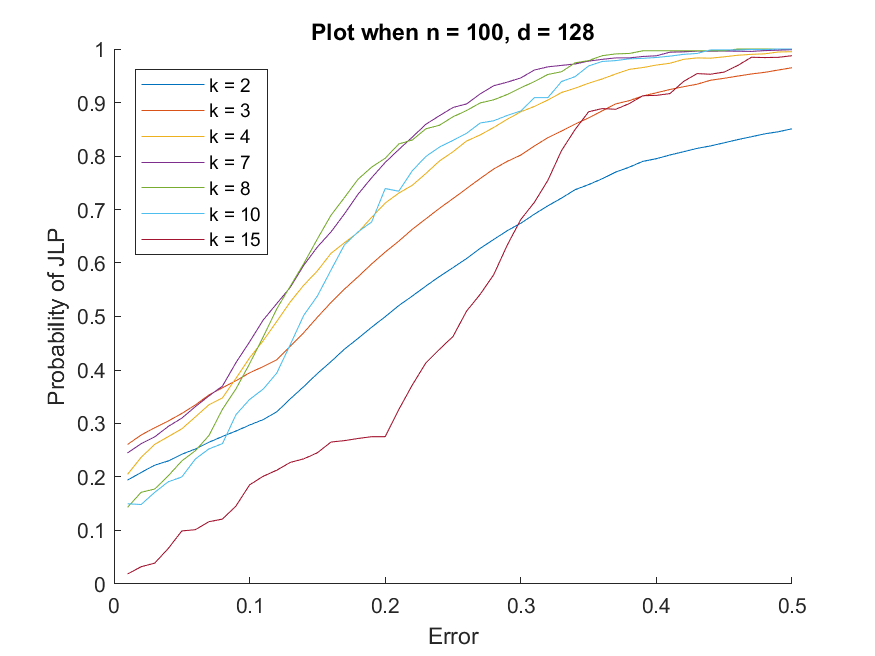 Plot when n = 100, d = 128
1
0.9
0.8
0.7
0.6
0.5
0.4
0.3
0.2
0.1
0
Probability of JLP
k = 2
k = 3
k = 4
k = 7
k = 8
k = 10
k = 15
0
0.1
0.2
0.3
0.4
0.5
Error